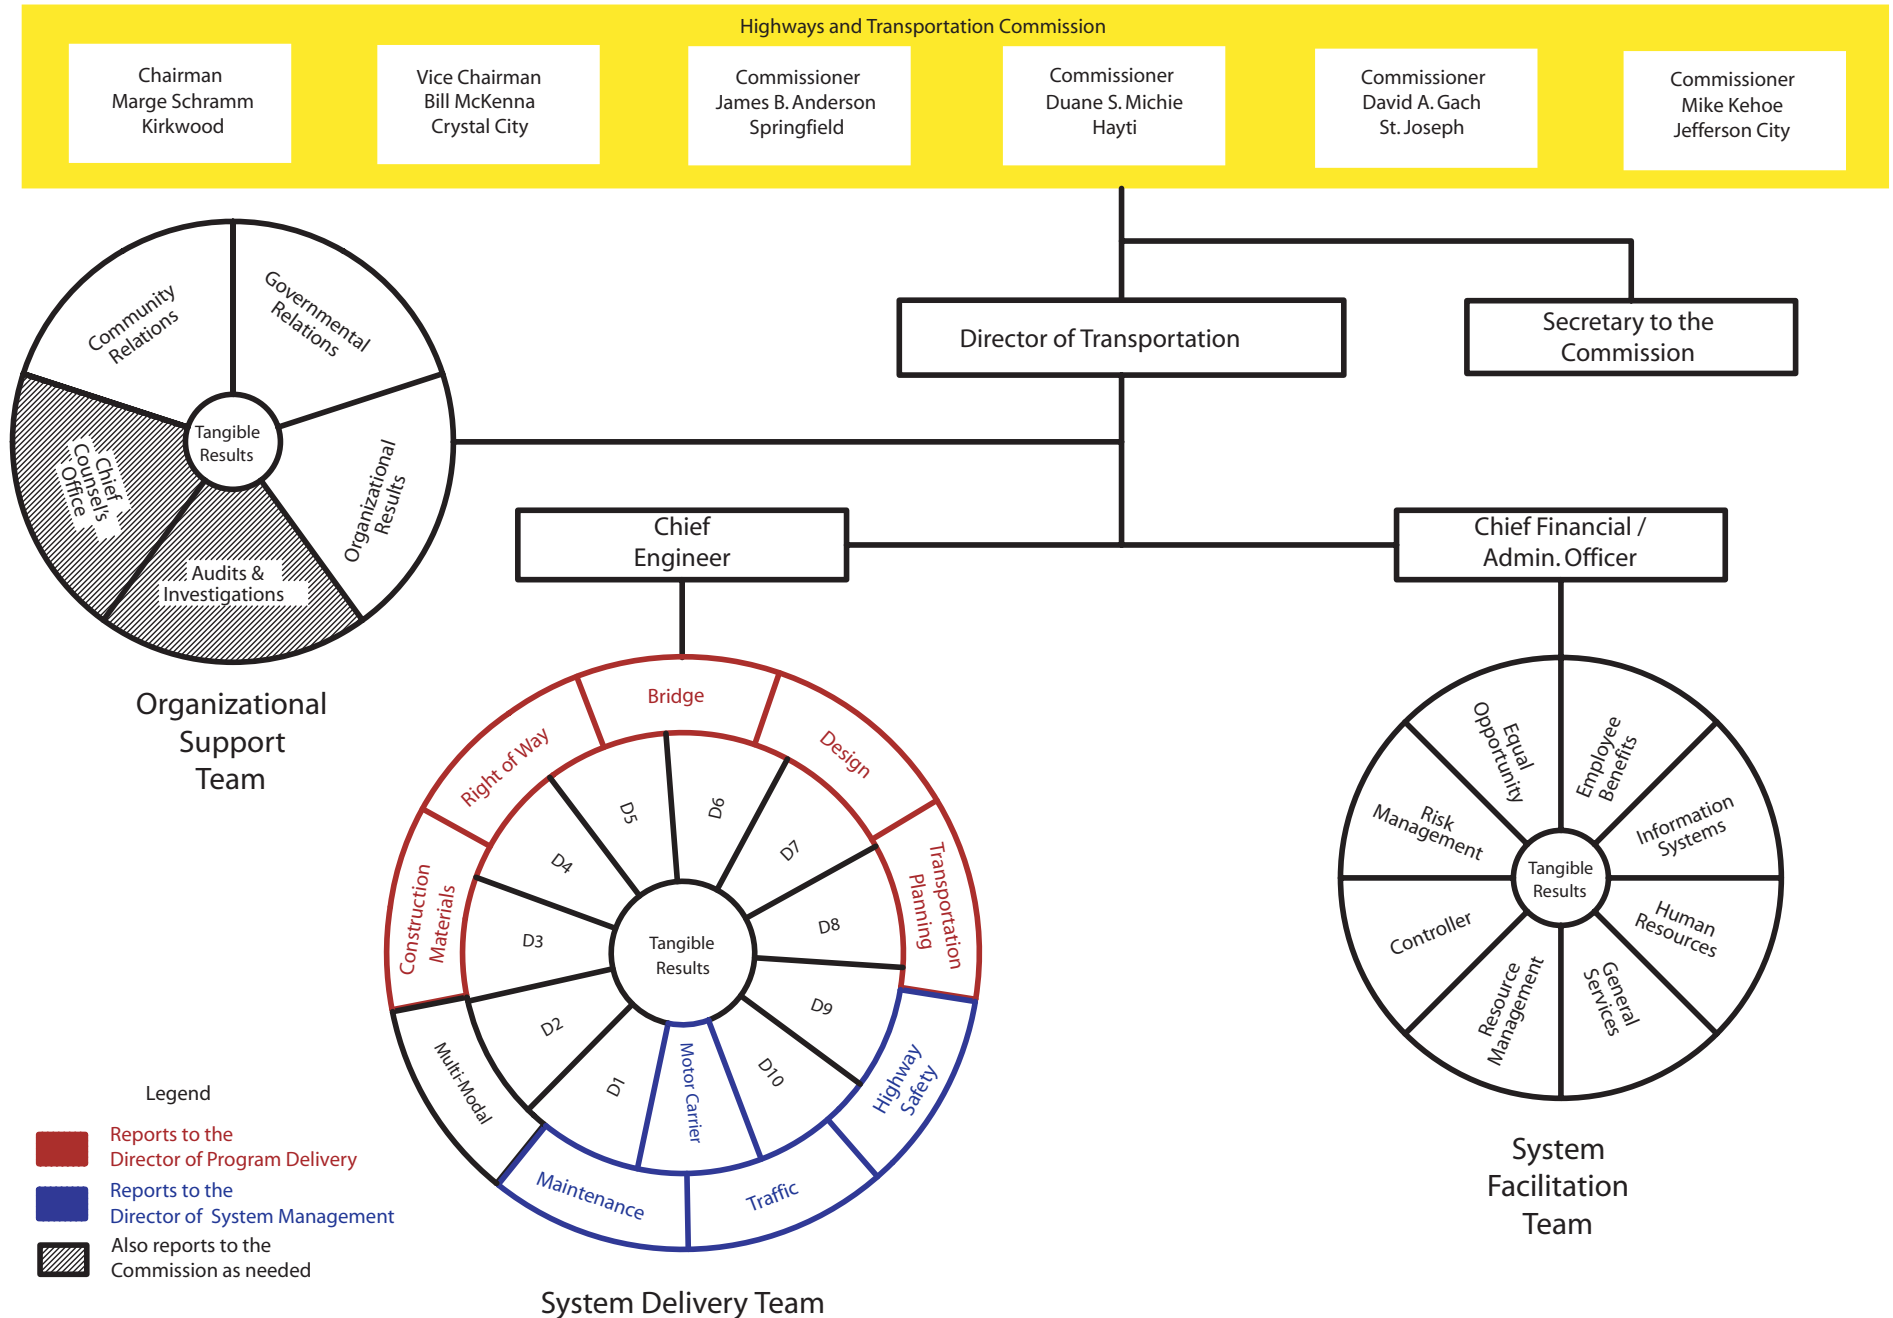 Highways and Transportation Commission
Chairman
Marge Schramm
Kirkwood
Vice Chairman
Bill McKenna
Crystal City
Commissioner
James B. Anderson
Springfield
Commissioner
Duane S. Michie
Hayti
Commissioner
David A. Gach
St. Joseph
Commissioner
Mike Kehoe
Jefferson City
Director of Transportation
Secretary to the
Commission
Community
Relations
Governmental
Relations
Organizational
Results
Audits &
Investigations
Chief
Counsel's
Office
Tangible
Results
Organizational
Support
Team
Chief
Engineer
Chief Financial /
Admin. Officer
Bridge
Design
Transportation
Planning
Highway
Safety
Traffic
Maintenance
Multi-Modal
Construction
Materials
Right of Way
D1
D2
D3
D4
D5
D6
D7
D8
D9
D10
Motor Carrier
Tangible
Results
System Delivery Team
Equal
Opportunity
Employee
Benefits
Information
Systems
Human
Resources
General
Services
Resource
Management
Controller
Risk
Management
Tangible
Results
System
Facilitation
Team
Legend
Reports to the
Director of Program Delivery
Reports to the
Director of System Management
Also reports to the
Commission as needed